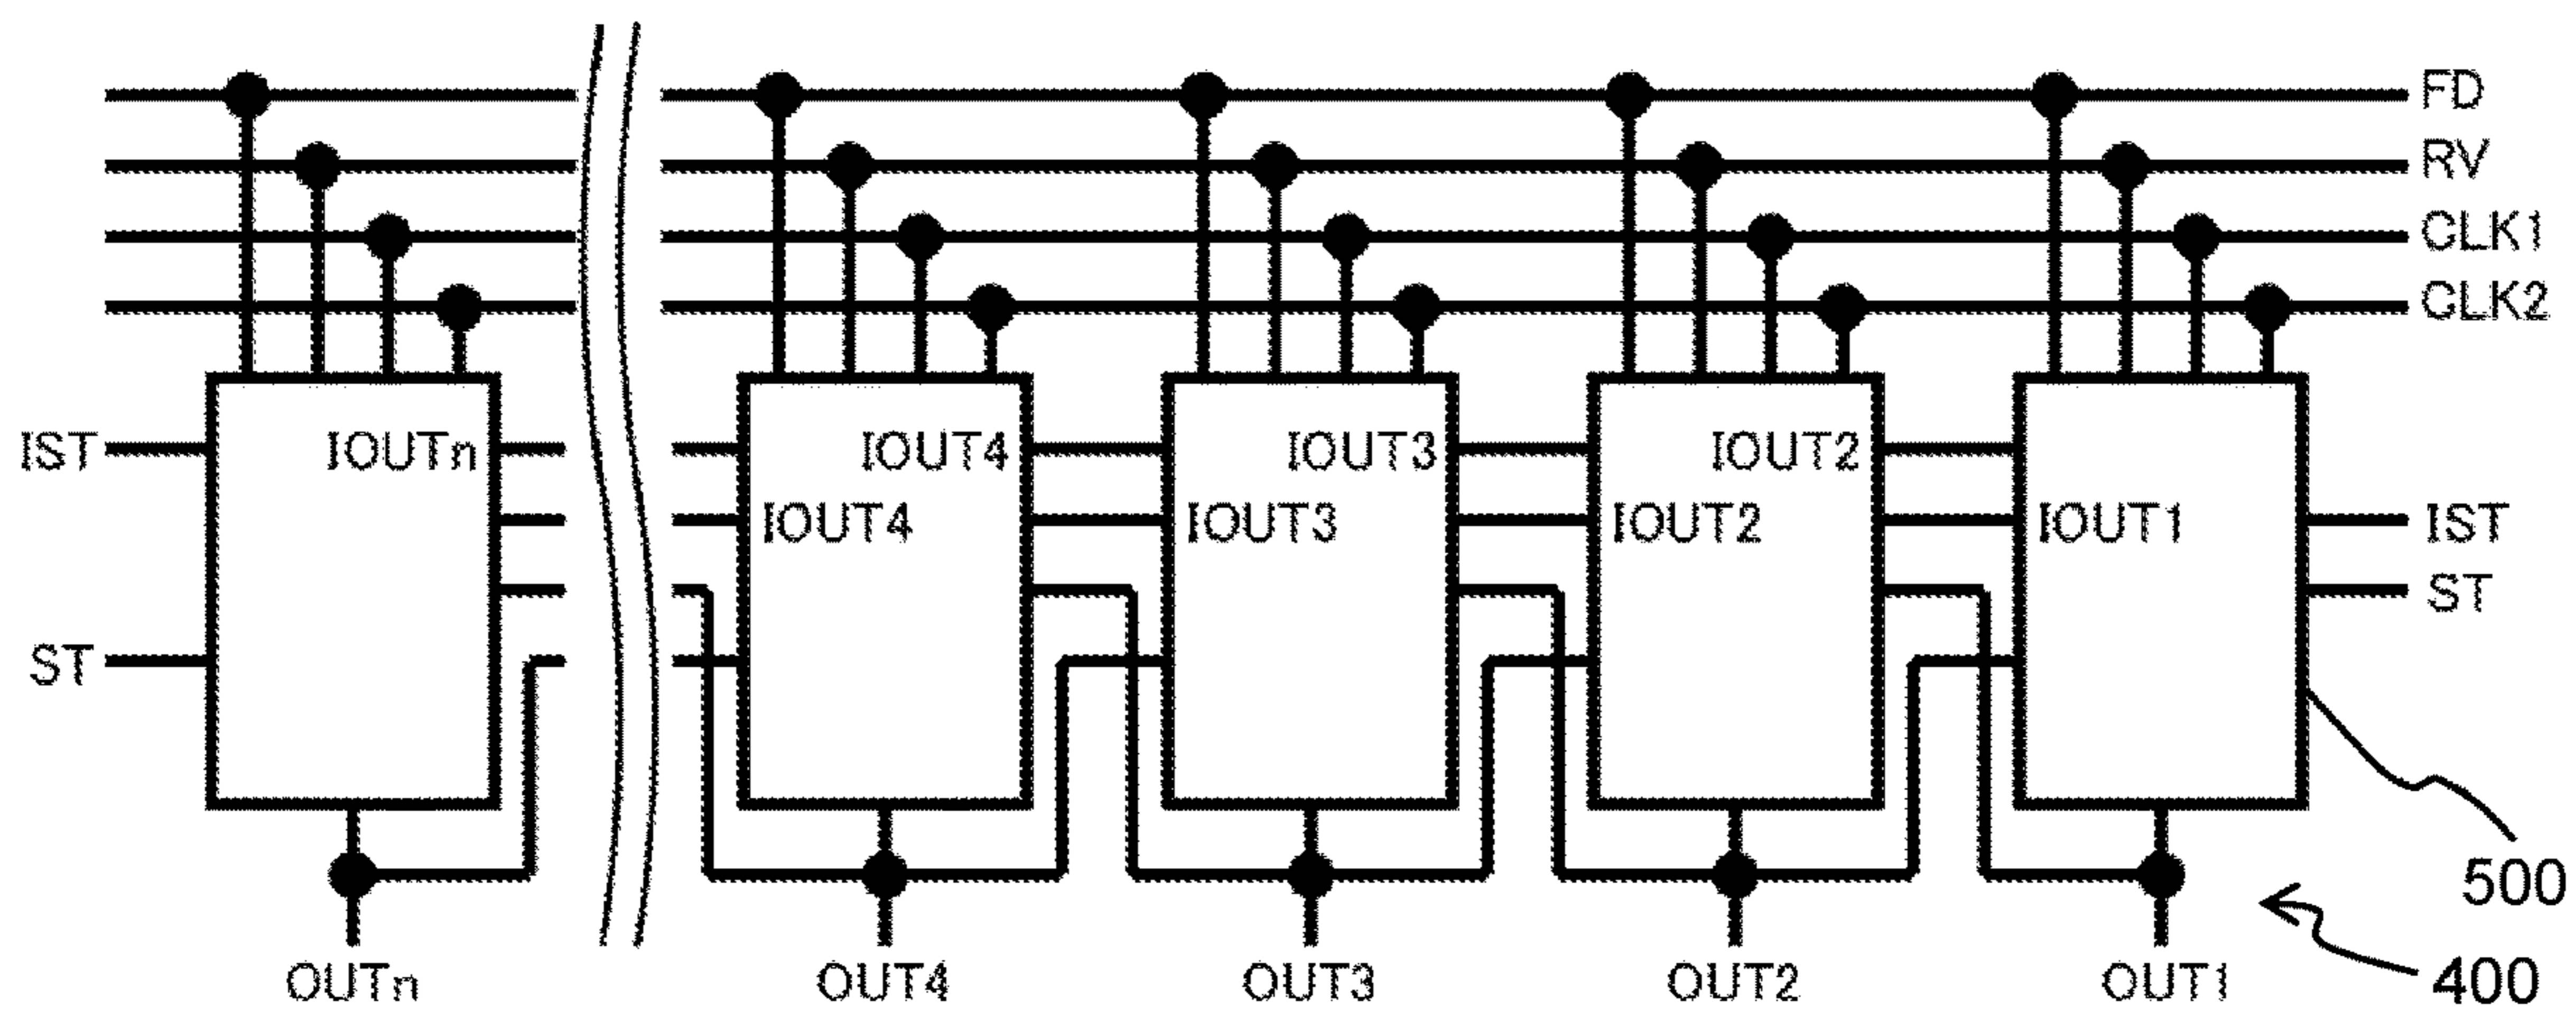 FD
RV
CLK1
CLK2
IST IOUTn IOUT4 IOUT3 IOUT2
IOUT4 IOUT3 IOUT2 IOUT1 IST
ST
ST
500
OUTn OUT4 OUT3 OUT2 OUT1 400